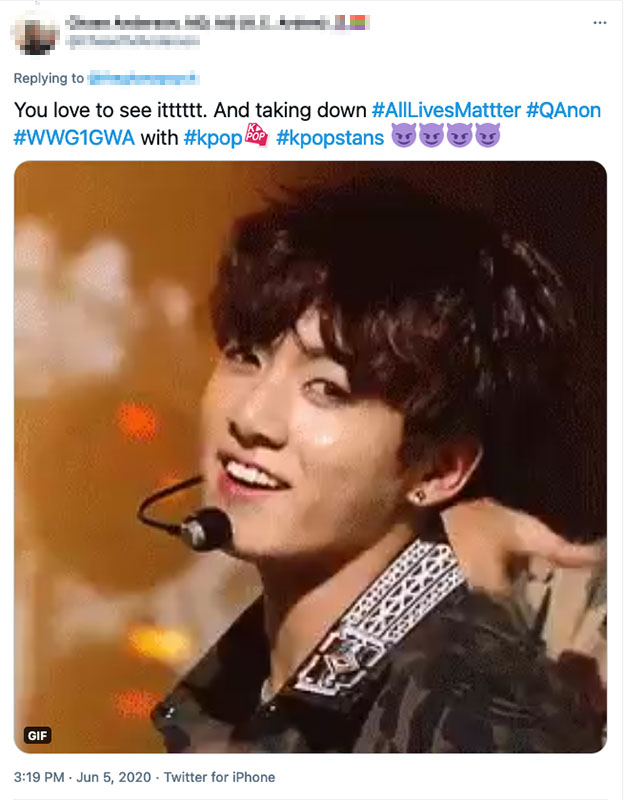 Replying to
You love to see itttttt. And taking down #AllLivesMattter #QAnon
#WWG1GWA with #kpop #kpopstans 😈😈😈😈
GIF
3:19 PM · Jun 5, 2020 · Twitter for iPhone